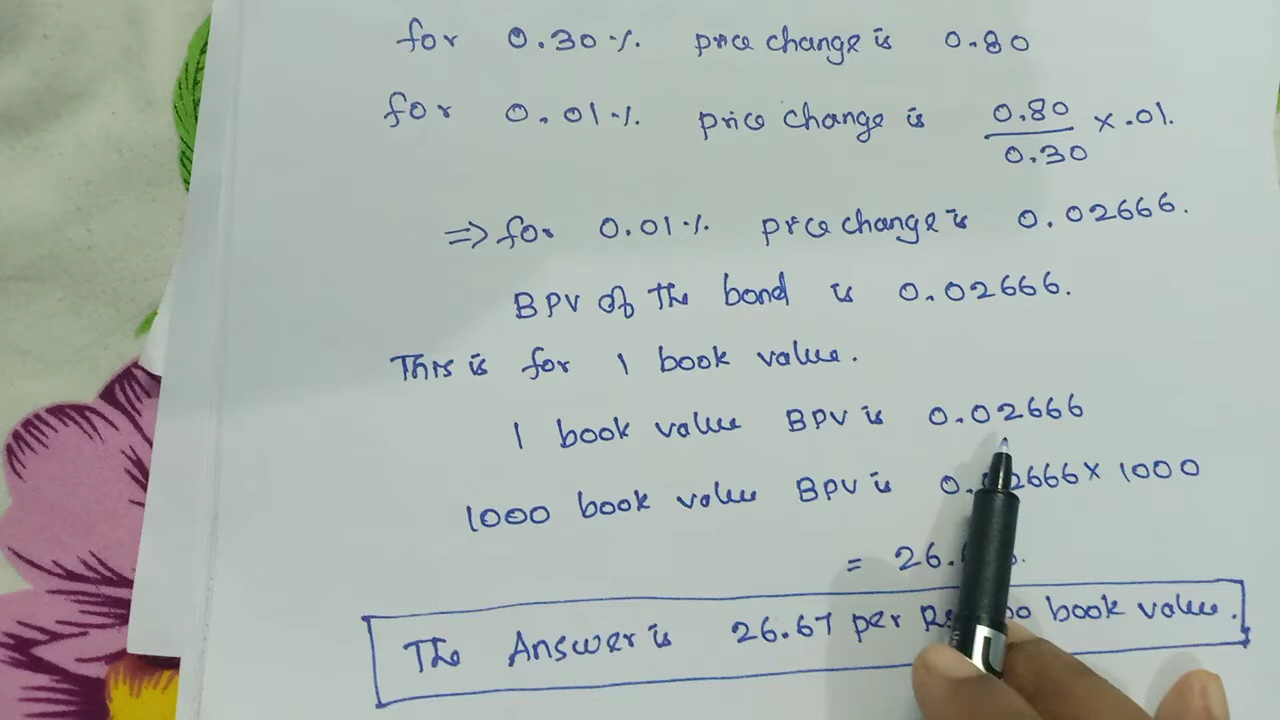 for 0.30% price change is 0.80
for 0.01% price change is 0.80/0.30 x .01.
=> for 0.01% price change is 0.02666.
BPV of the bond is 0.02666.
This is for 1 book value.
1 book value BPV is 0.02666
1000 book value BPV is 0.02666 x 1000
= 26.
The Answer is 26.67 per book value.